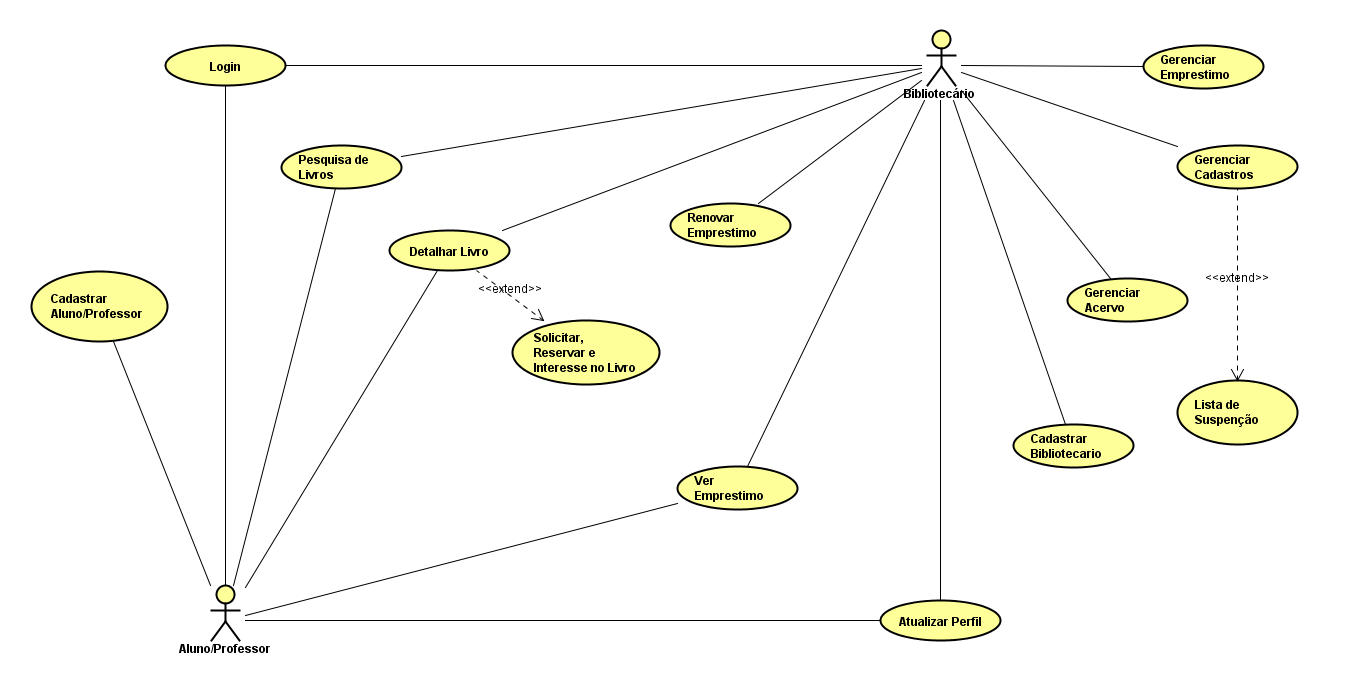 Login
Bibliotecário
Gerenciar
Emprestimo
Pesquisa de
Livros
Gerenciar
Cadastros
Renovar
Emprestimo
Detalhar Livro
<<extend>>
<<extend>>
Cadastrar
Aluno/Professor
Gerenciar
Acervo
Solicitar,
Reservar e
Interesse no Livro
Lista de
Suspenção
Cadastrar
Bibliotecario
Ver
Emprestimo
Atualizar Perfil
Aluno/Professor